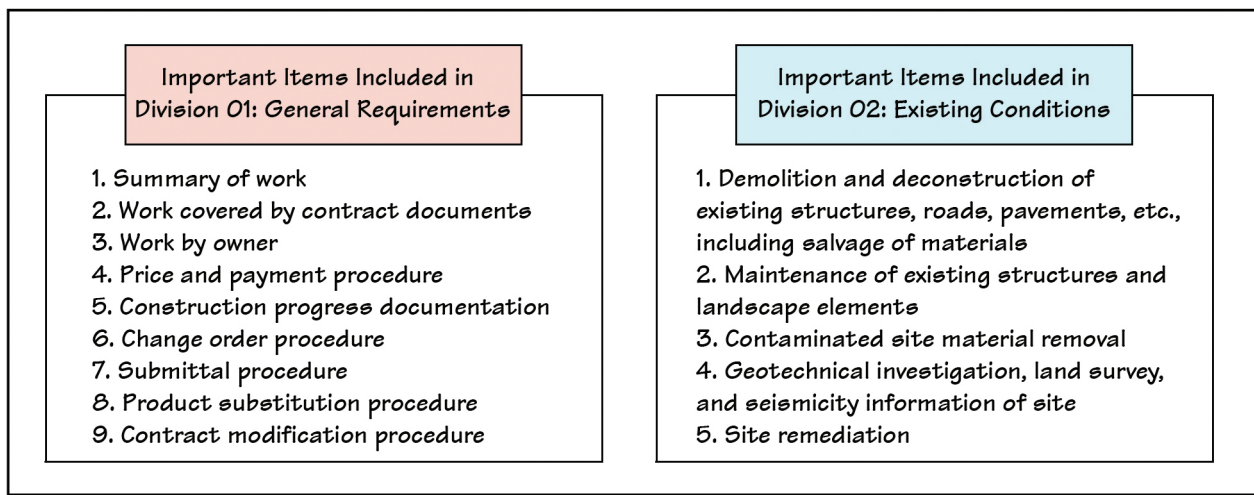 Important Items Included in
Division 01: General Requirements
1. Summary of work
2. Work covered by contract documents
3. Work by owner
4. Price and payment procedure
5. Construction progress documentation
6. Change order procedure
7. Submittal procedure
8. Product substitution procedure
9. Contract modification procedure
Important Items Included in
Division 02: Existing Conditions
1. Demolition and deconstruction of
existing structures, roads, pavements, etc.,
including salvage of materials
2. Maintenance of existing structures and
landscape elements
3. Contaminated site material removal
4. Geotechnical investigation, land survey,
and seismicity information of site
5. Site remediation